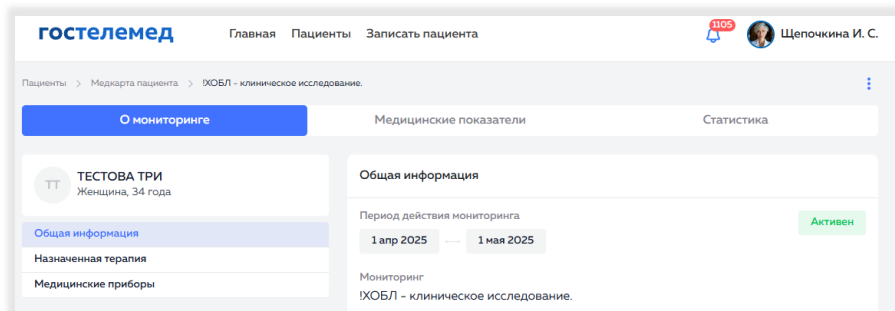 гостелемед Главная Пациенты Записать пациента 1105 Щепочкина И. С.
Пациенты > Медкарта пациента > !ХОБЛ - клиническое исследование.
О мониторинге Медицинские показатели Статистика
ТТ
ТЕСТОВА ТРИ
Женщина, 34 года
Общая информация
Назначенная терапия
Медицинские приборы
Общая информация
Период действия мониторинга
Активен
1 апр 2025 — 1 мая 2025
Мониторинг
!ХОБЛ - клиническое исследование.